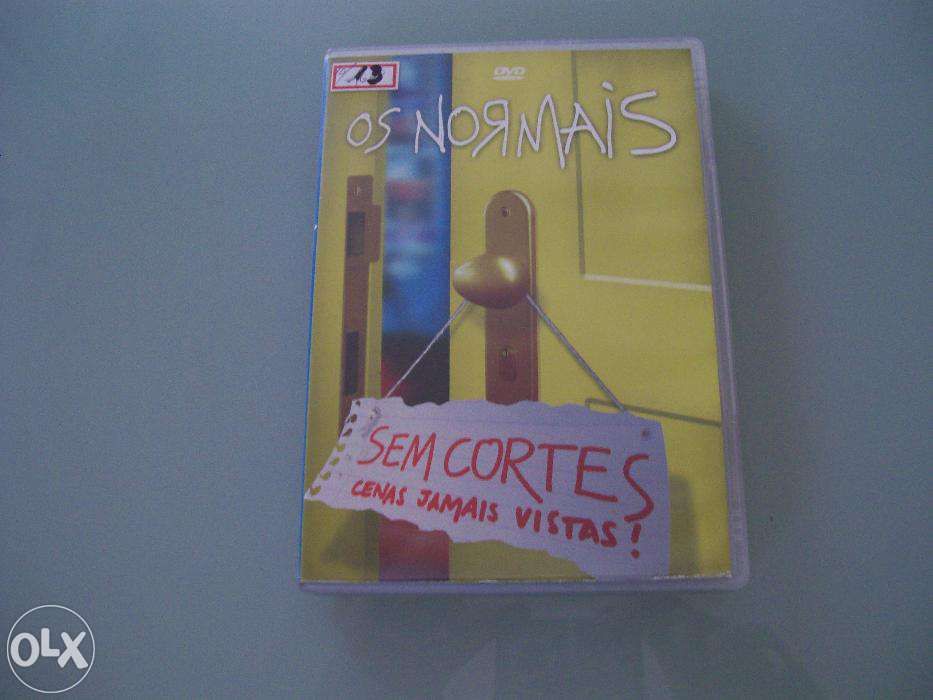 13
DVD
OS NORMAIS
SEM CORTES
CENAS JAMAIS VISTAS!
OLX